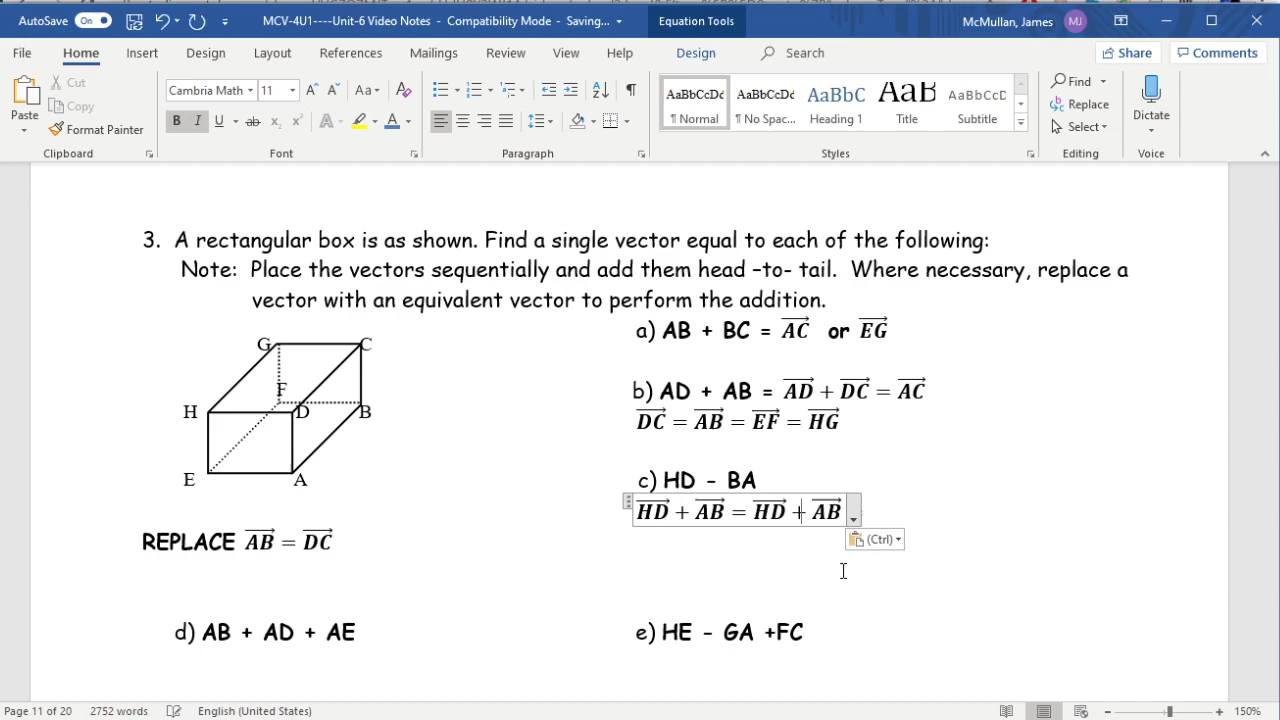 AutoSave On MCV-4U1----Unit-6 Video Notes - Compatibility Mode - Saving... Equation Tools McMullan, James MJ
File Home Insert Design Layout References Mailings Review View Help Design Search Share Comments
Paste Cut Copy Format Painter
Cambria Math 11 A A Aa A
B I U ab x₂ x² A A
AaBbCcDc ¶ Normal AaBbCcDc ¶ No Spac... AaBbC Heading 1 AaB Title AaBbCcD Subtitle
Find Replace Select Dictate
Clipboard Font Paragraph Styles Editing Voice
3. A rectangular box is as shown. Find a single vector equal to each of the following:
Note: Place the vectors sequentially and add them head –to- tail. Where necessary, replace a
vector with an equivalent vector to perform the addition.
a) AB + BC = AC or EG
G C
F
H D B
E A
b) AD + AB = AD + DC = AC
DC = AB = EF = HG
c) HD - BA
HD + AB = HD + AB
(Ctrl)
REPLACE AB = DC
d) AB + AD + AE
e) HE - GA +FC
Page 11 of 20 2752 words English (United States) 150%